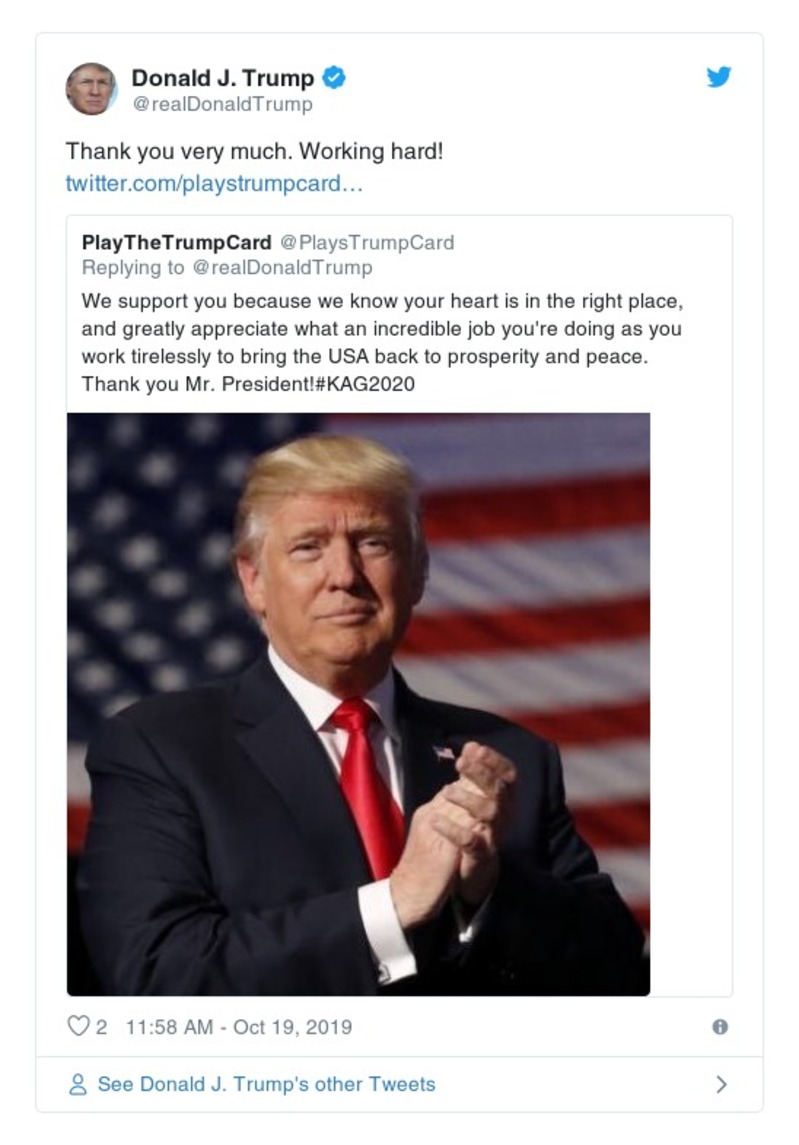 Donald J. Trump
@realDonaldTrump
Thank you very much. Working hard!
twitter.com/playstrumpcard…
PlayTheTrumpCard @PlaysTrumpCard
Replying to @realDonaldTrump
We support you because we know your heart is in the right place,
and greatly appreciate what an incredible job you're doing as you
work tirelessly to bring the USA back to prosperity and peace.
Thank you Mr. President!#KAG2020
2 11:58 AM - Oct 19, 2019
See Donald J. Trump's other Tweets